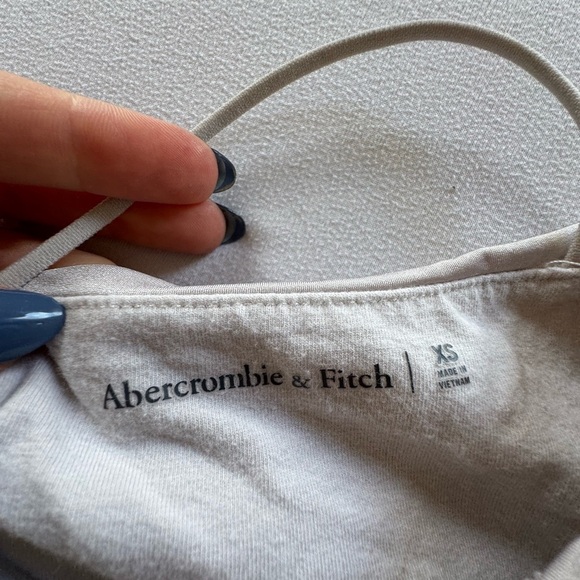 Abercrombie & Fitch
XS
MADE IN
VIETNAM